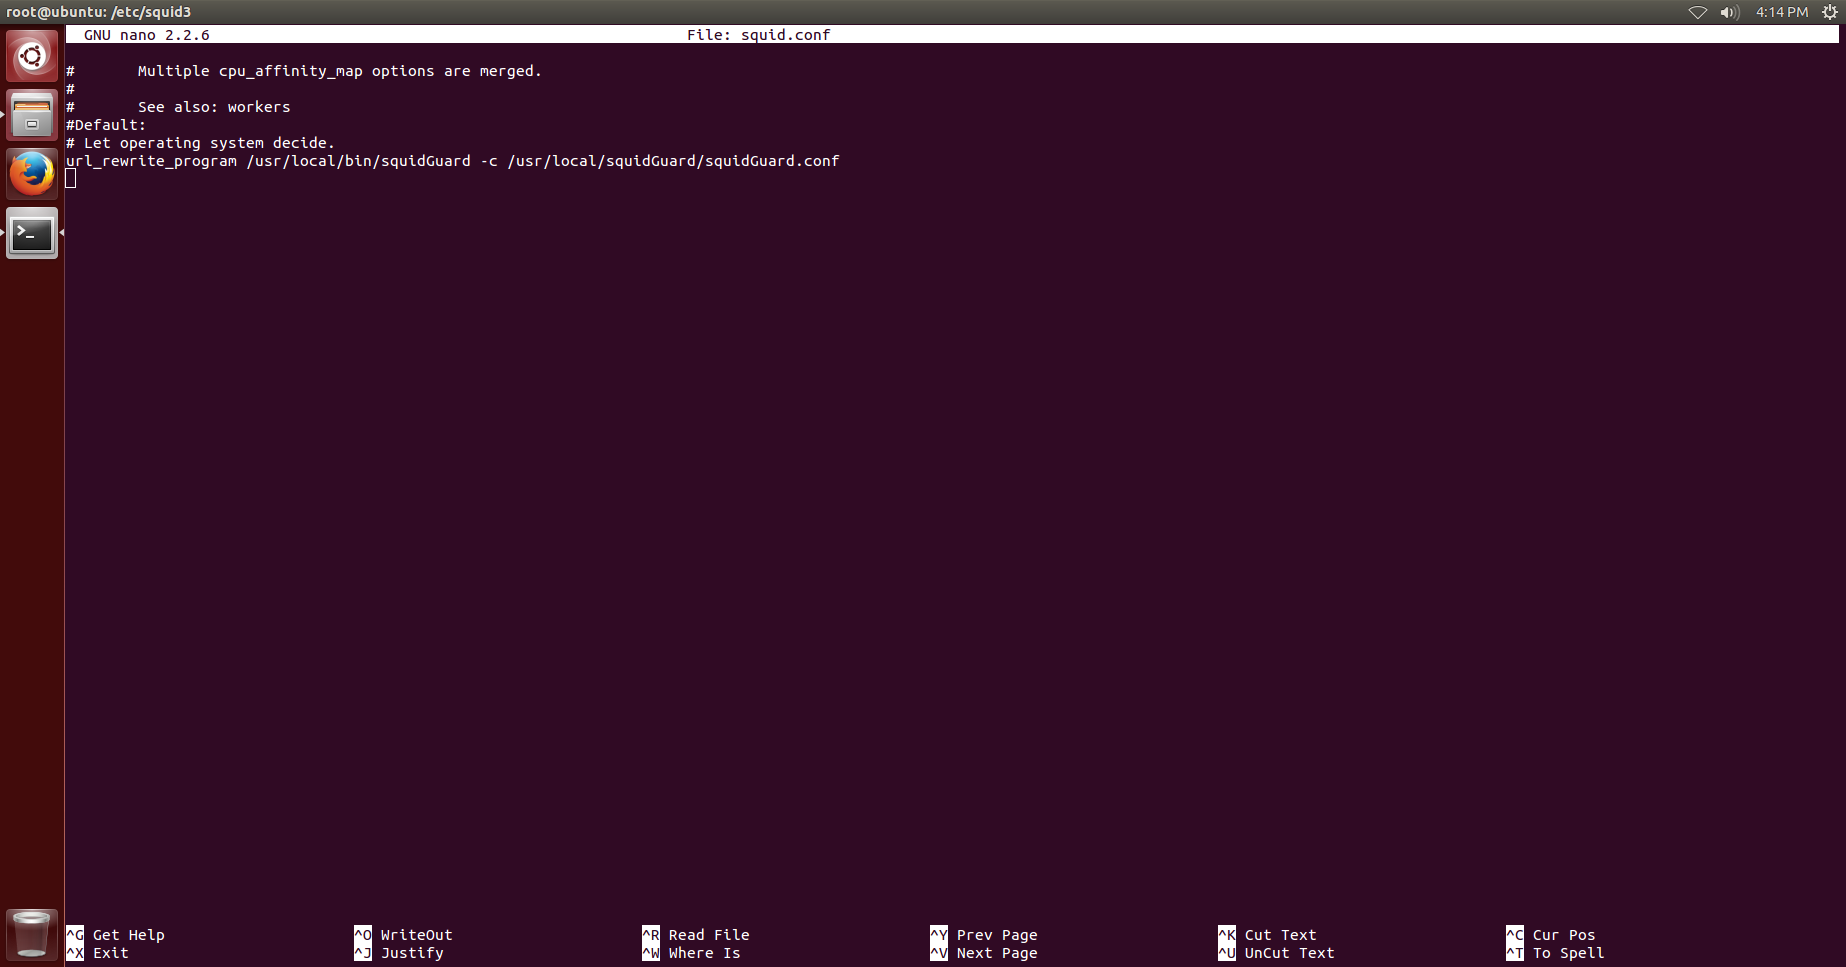 root@ubuntu: /etc/squid3
4:14 PM
GNU nano 2.2.6 File: squid.conf
# Multiple cpu_affinity_map options are merged.
#
# See also: workers
#Default:
# Let operating system decide.
url_rewrite_program /usr/local/bin/squidGuard -c /usr/local/squidGuard/squidGuard.conf
>_
^G Get Help ^O WriteOut ^R Read File ^Y Prev Page ^K Cut Text ^C Cur Pos
^X Exit ^J Justify ^W Where Is ^V Next Page ^U UnCut Text ^T To Spell